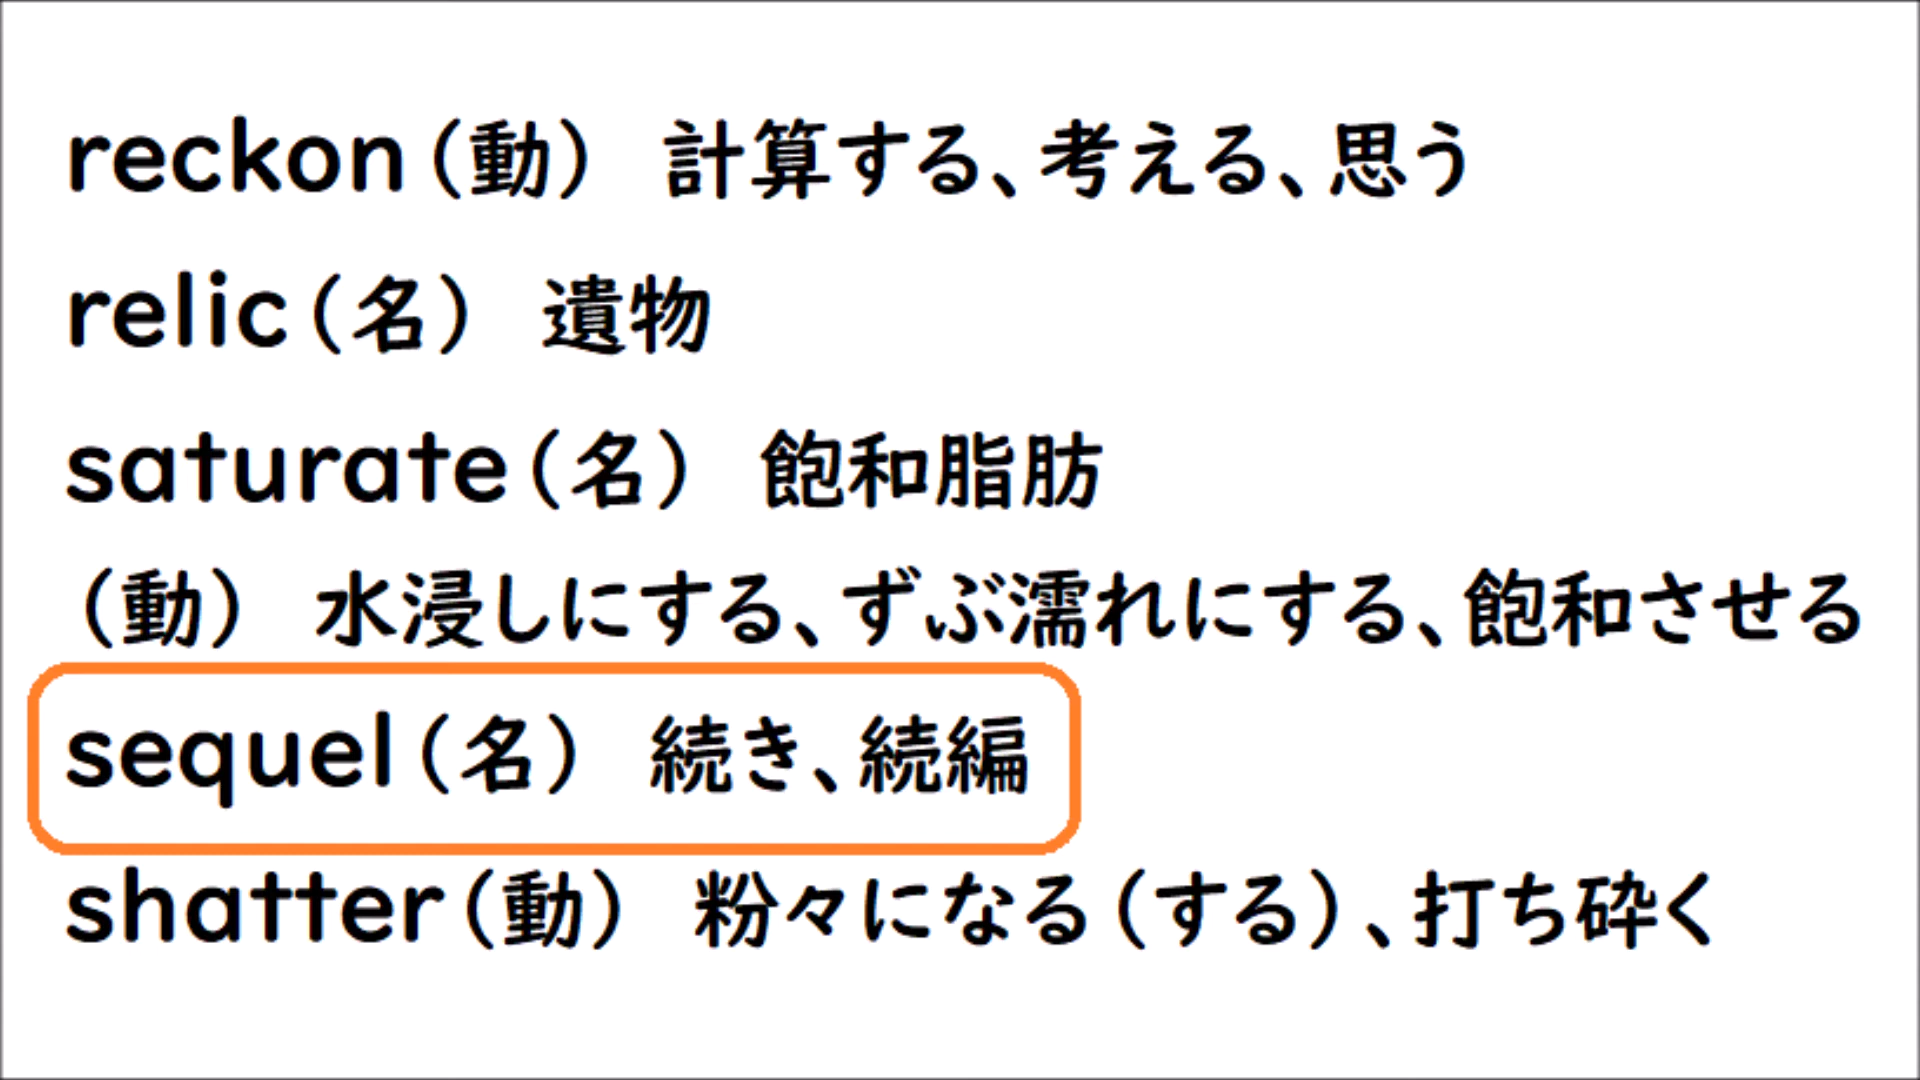 reckon（動）　計算する、考える、思う
relic（名）　遺物
saturate（名）　飽和脂肪
（動）　水浸しにする、ずぶ濡れにする、飽和させる
sequel（名）　続き、続編
shatter（動）　粉々になる（する）、打ち砕く